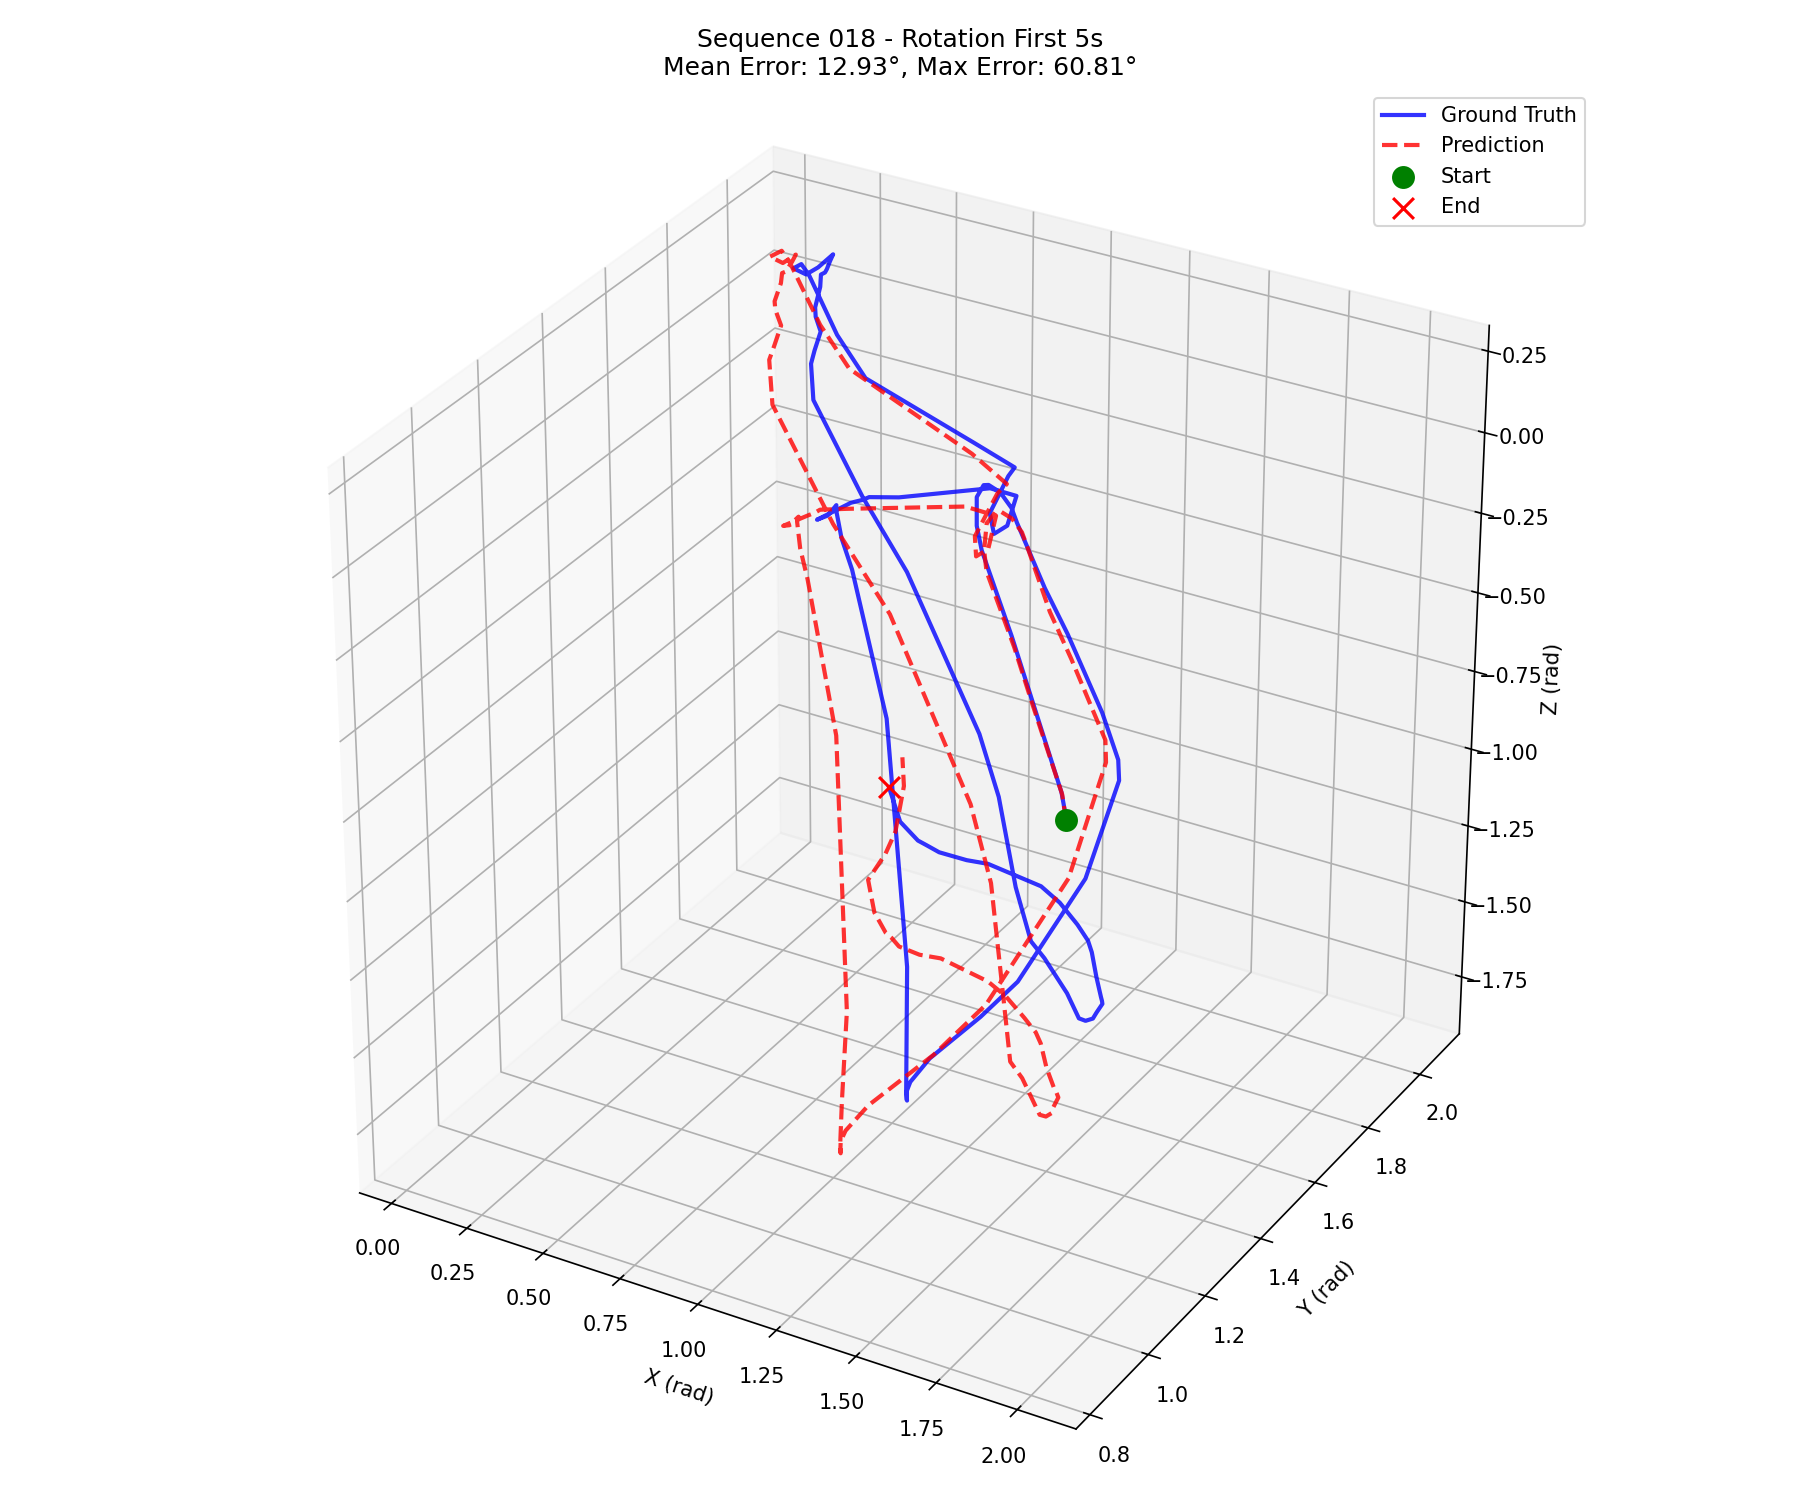 Sequence 018 - Rotation First 5s
Mean Error: 12.93°, Max Error: 60.81°
Ground Truth
Prediction
Start
End
0.25
0.00
−0.25
−0.50
−0.75
−1.00
−1.25
−1.50
−1.75
Z (rad)
2.0
1.8
1.6
1.4
1.2
1.0
0.8
Y (rad)
0.00
0.25
0.50
0.75
1.00
1.25
1.50
1.75
2.00
X (rad)